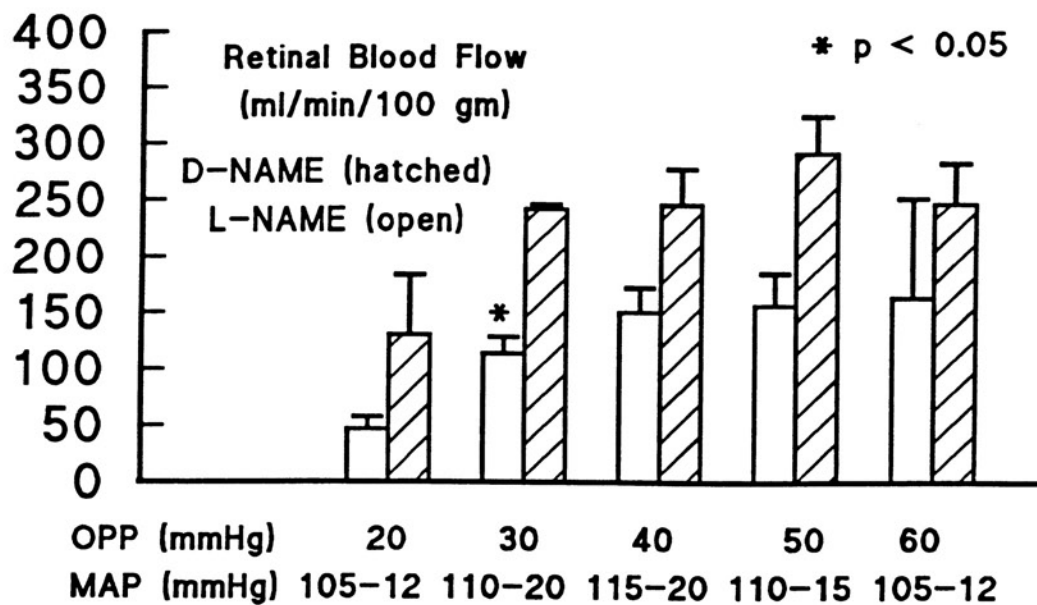 400
350
300
250
200
150
100
50
0
Retinal Blood Flow
(ml/min/100 gm)
D-NAME (hatched)
L-NAME (open)
* p < 0.05
*
OPP (mmHg) 20 30 40 50 60
MAP (mmHg) 105-12 110-20 115-20 110-15 105-12